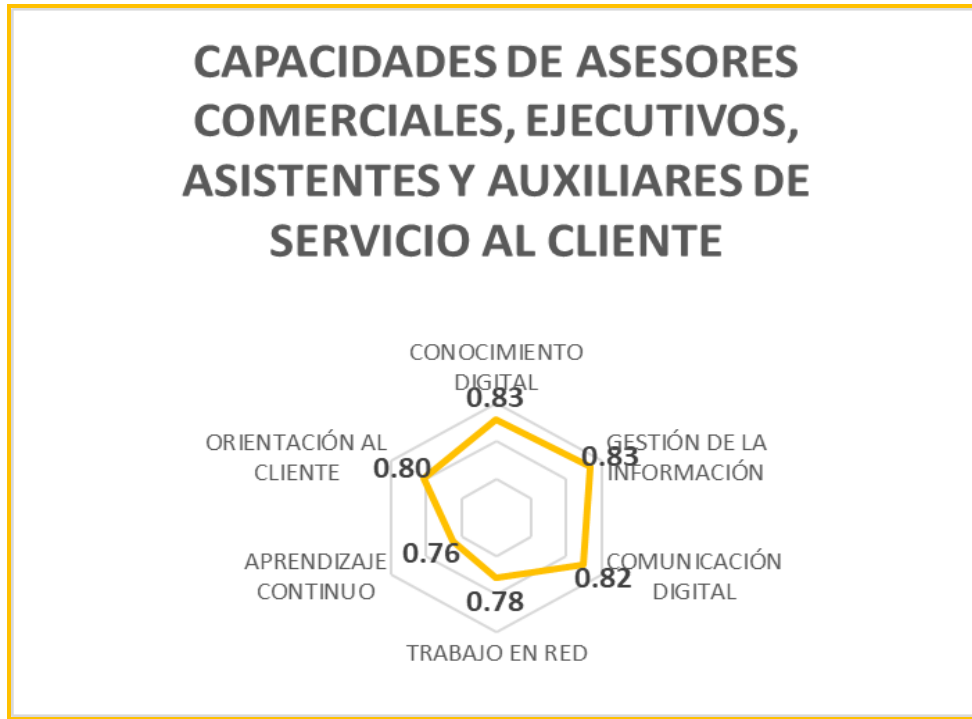 CAPACIDADES DE ASESORES
COMERCIALES, EJECUTIVOS,
ASISTENTES Y AUXILIARES DE
SERVICIO AL CLIENTE
CONOCIMIENTO
DIGITAL
0.83
GESTIÓN DE LA
INFORMACIÓN
0.83
COMUNICACIÓN
DIGITAL
0.82
TRABAJO EN RED
0.78
APRENDIZAJE
CONTINUO
0.76
ORIENTACIÓN AL
CLIENTE
0.80